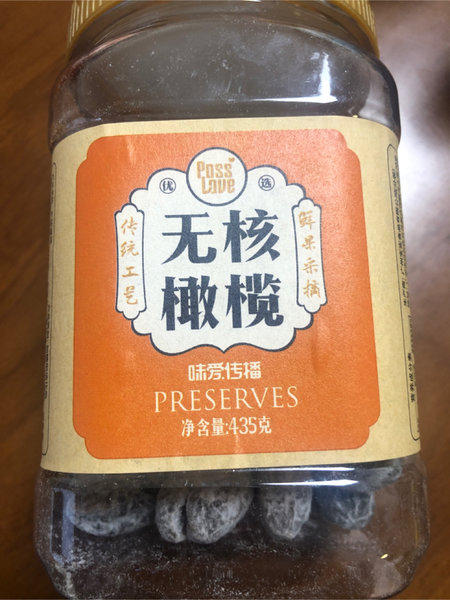 Poss
Love
优 选
传统工艺
无核
橄榄
鲜果采摘
味爱传播
PRESERVES
净含量:435克